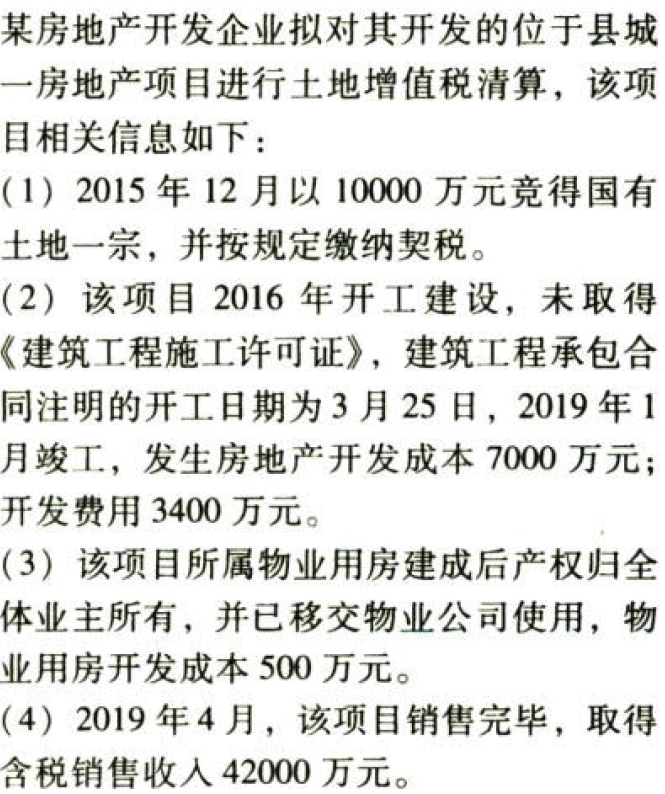 某房地产开发企业拟对其开发的位于县城
一房地产项目进行土地增值税清算，该项
目相关信息如下：
(1) 2015 年 12 月以 10000 万元竞得国有
土地一宗，并按规定缴纳契税。
(2) 该项目 2016 年开工建设，未取得
《建筑工程施工许可证》，建筑工程承包合
同注明的开工日期为 3 月 25 日，2019 年 1
月竣工，发生房地产开发成本 7000 万元；
开发费用 3400 万元。
(3) 该项目所属物业用房建成后产权归全
体业主所有，并已移交物业公司使用，物
业用房开发成本 500 万元。
(4) 2019 年 4 月，该项目销售完毕，取得
含税销售收入 42000 万元。